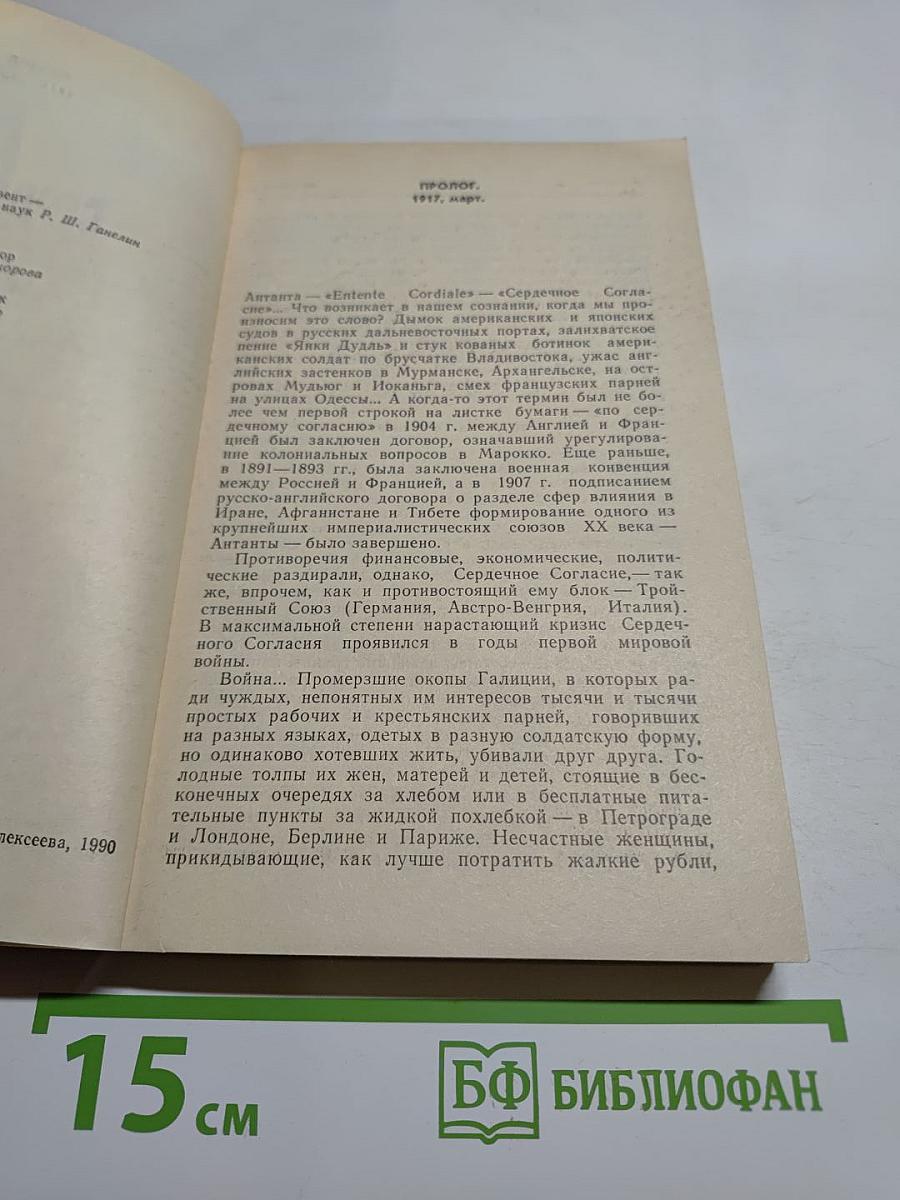 зент —
наук Р. Ш. Ганелин
ор
корова
к
лексеева, 1990
ПРОЛОГ.
1917, март.
Антанта — «Entente Cordiale» — «Сердечное Согла-
сие»... Что возникает в нашем сознании, когда мы про-
износим это слово? Дымок американских и японских
судов в русских дальневосточных портах, залихватское
пение «Янки Дудль» и стук кованых ботинок амери-
канских солдат по брусчатке Владивостока, ужас анг-
лийских застенков в Мурманске, Архангельске, на ост-
ровах Мудьюг и Иоканьга, смех французских парней
на улицах Одессы... А когда-то этот термин был не бо-
лее чем первой строкой на листке бумаги — «по сер-
дечному согласию» в 1904 г. между Англией и Фран-
цией был заключен договор, означавший урегулирова-
ние колониальных вопросов в Марокко. Еще раньше,
в 1891—1893 гг., была заключена военная конвенция
между Россией и Францией, а в 1907 г. подписанием
русско-английского договора о разделе сфер влияния в
Иране, Афганистане и Тибете формирование одного из
крупнейших империалистических союзов XX века —
Антанты — было завершено.
Противоречия финансовые, экономические, полити-
ческие раздирали, однако, Сердечное Согласие,— так
же, впрочем, как и противостоящий ему блок — Трой-
ственный Союз (Германия, Австро-Венгрия, Италия).
В максимальной степени нарастающий кризис Сердеч-
ного Согласия проявился в годы первой мировой
войны.
Война... Промерзшие окопы Галиции, в которых ра-
ди чуждых, непонятных им интересов тысячи и тысячи
простых рабочих и крестьянских парней, говоривших
на разных языках, одетых в разную солдатскую форму,
но одинаково хотевших жить, убивали друг друга. Го-
лодные толпы их жен, матерей и детей, стоящие в бес-
конечных очередях за хлебом или в бесплатные пита-
тельные пункты за жидкой похлебкой — в Петрограде
и Лондоне, Берлине и Париже. Несчастные женщины,
прикидывающие, как лучше потратить жалкие рубли,
15 см
БФ БИБЛИОФАН